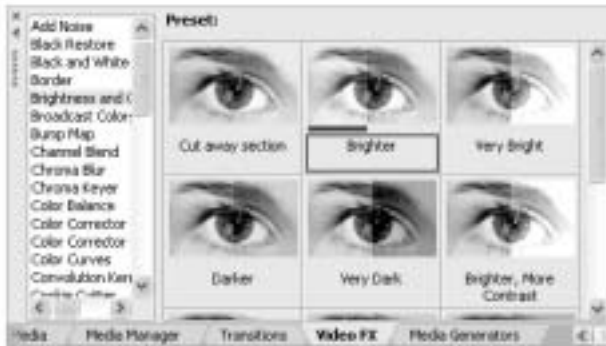 Preset:
Add Noise
Black Restore
Black and White
Border
Brightness and C
Broadcast Colors
Bump Map
Channel Blend
Chroma Blur
Chroma Keyer
Color Balance
Color Corrector
Color Corrector
Color Curves
Convolution Kern
Cookie Cutter
Cut away section
Brighter
Very Bright
Darker
Very Dark
Brighter, More
Contrast
Media Manager
Transitions
Video FX
Media Generators